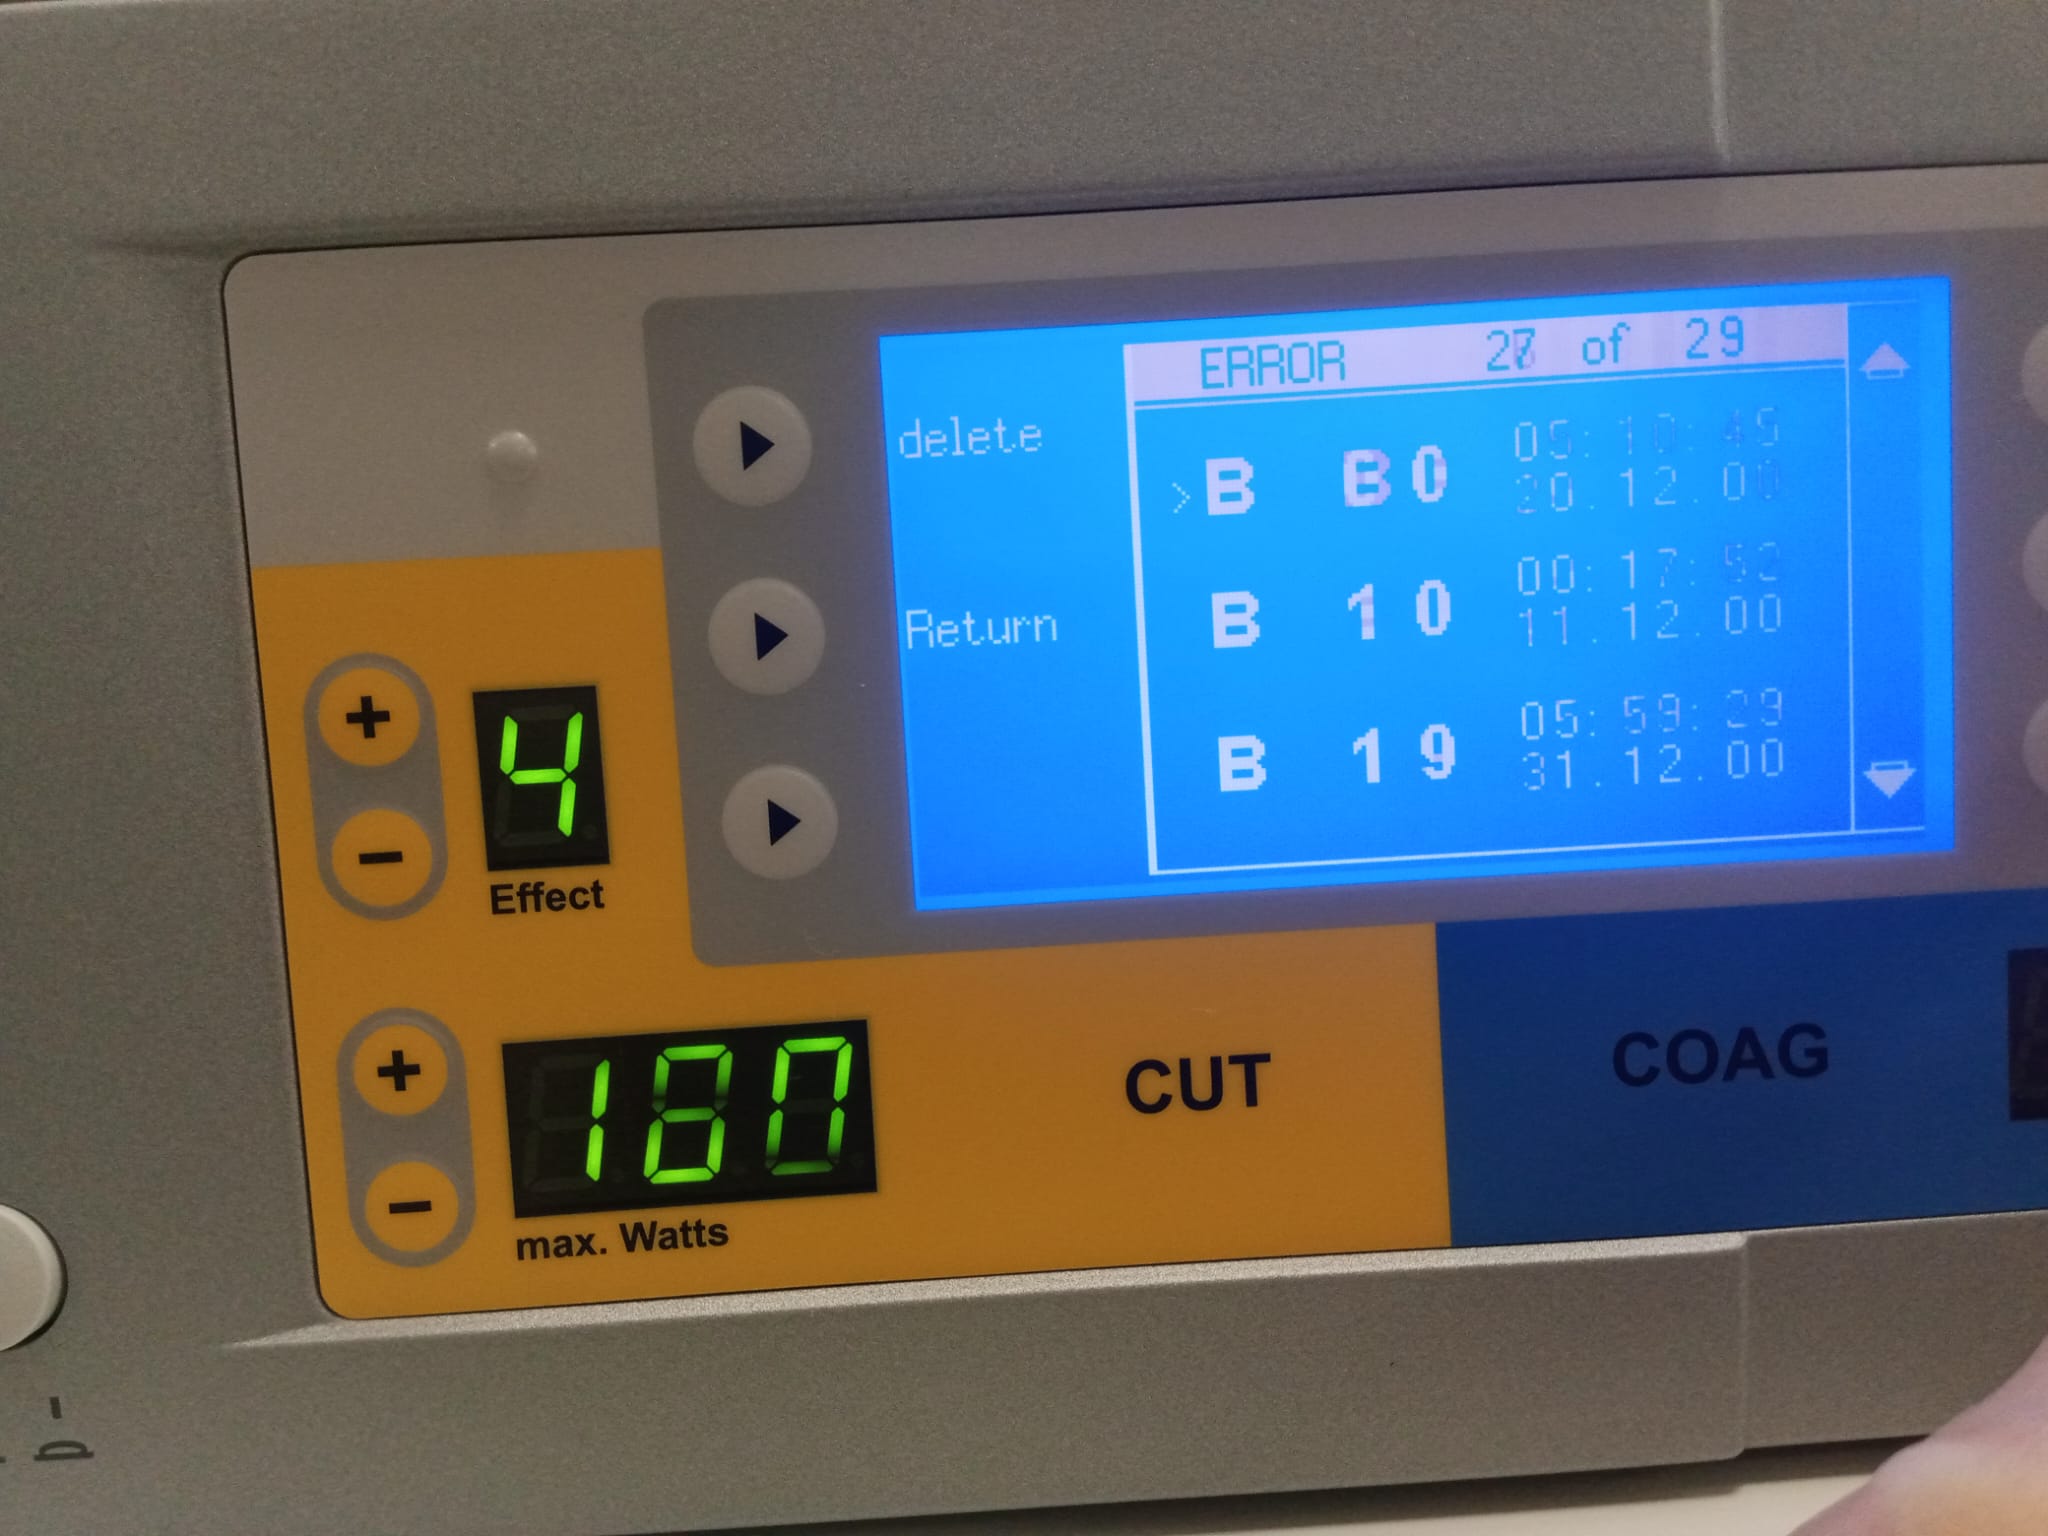 ERROR of 29
delete
> B B0 05:10:45
20.12.00
Return
B 10 00:17:52
11.12.00
B 19 05:59:29
31.12.00
4
Effect
180
max. Watts
CUT
COAG